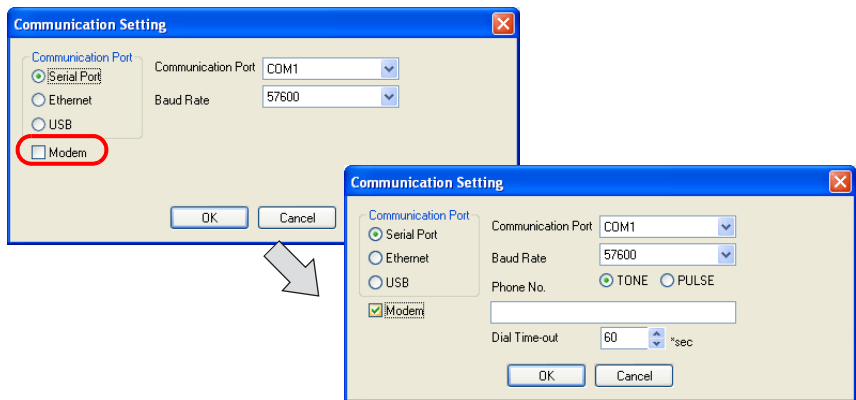 Communication Setting
Communication Port
Serial Port
Communication Port COM1
Ethernet
Baud Rate 57600
USB
Modem
OK Cancel
Communication Setting
Communication Port
Serial Port
Communication Port COM1
Ethernet
Baud Rate 57600
USB
Phone No. TONE PULSE
Modem
Dial Time-out 60 *sec
OK Cancel